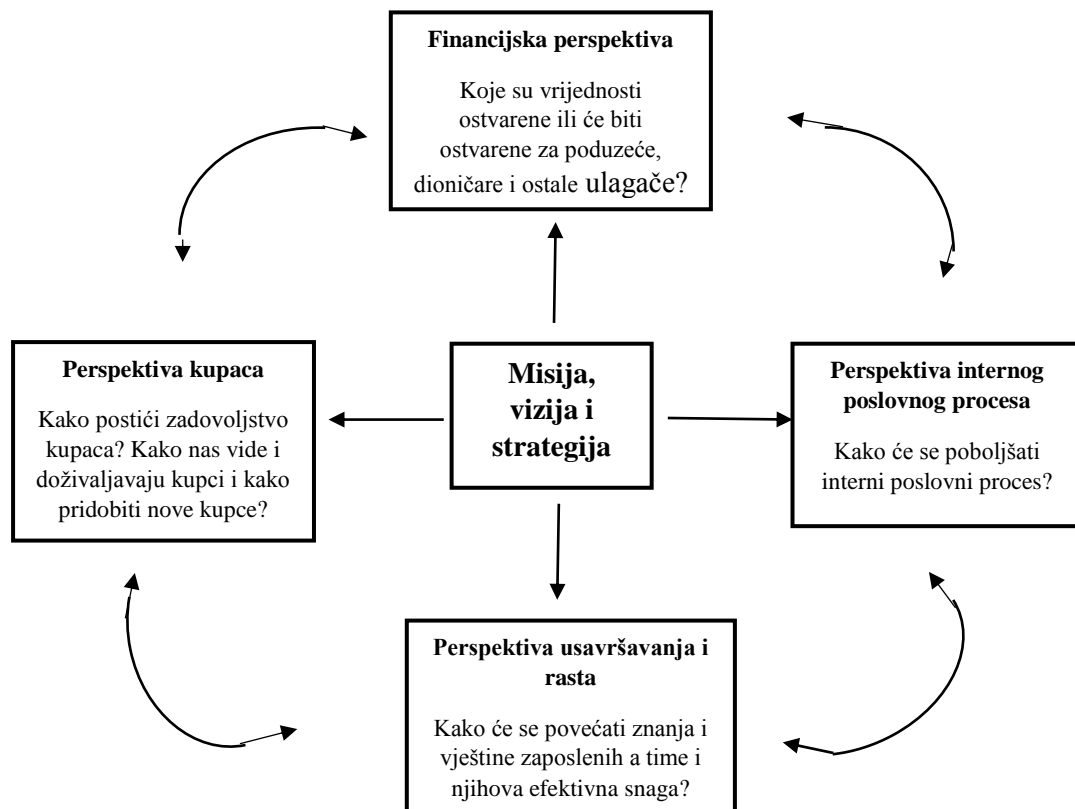 Financijska perspektiva
Koje su vrijednosti
ostvarene ili će biti
ostvarene za poduzeće,
dioničare i ostale ulagače?
Perspektiva kupaca
Kako postići zadovoljstvo
kupaca? Kako nas vide i
doživaljavaju kupci i kako
pridobiti nove kupce?
Misija,
vizija i
strategija
Perspektiva internog
poslovnog procesa
Kako će se poboljšati
interni poslovni proces?
Perspektiva usavršavanja i
rasta
Kako će se povećati znanja i
vještine zaposlenih a time i
njihova efektivna snaga?